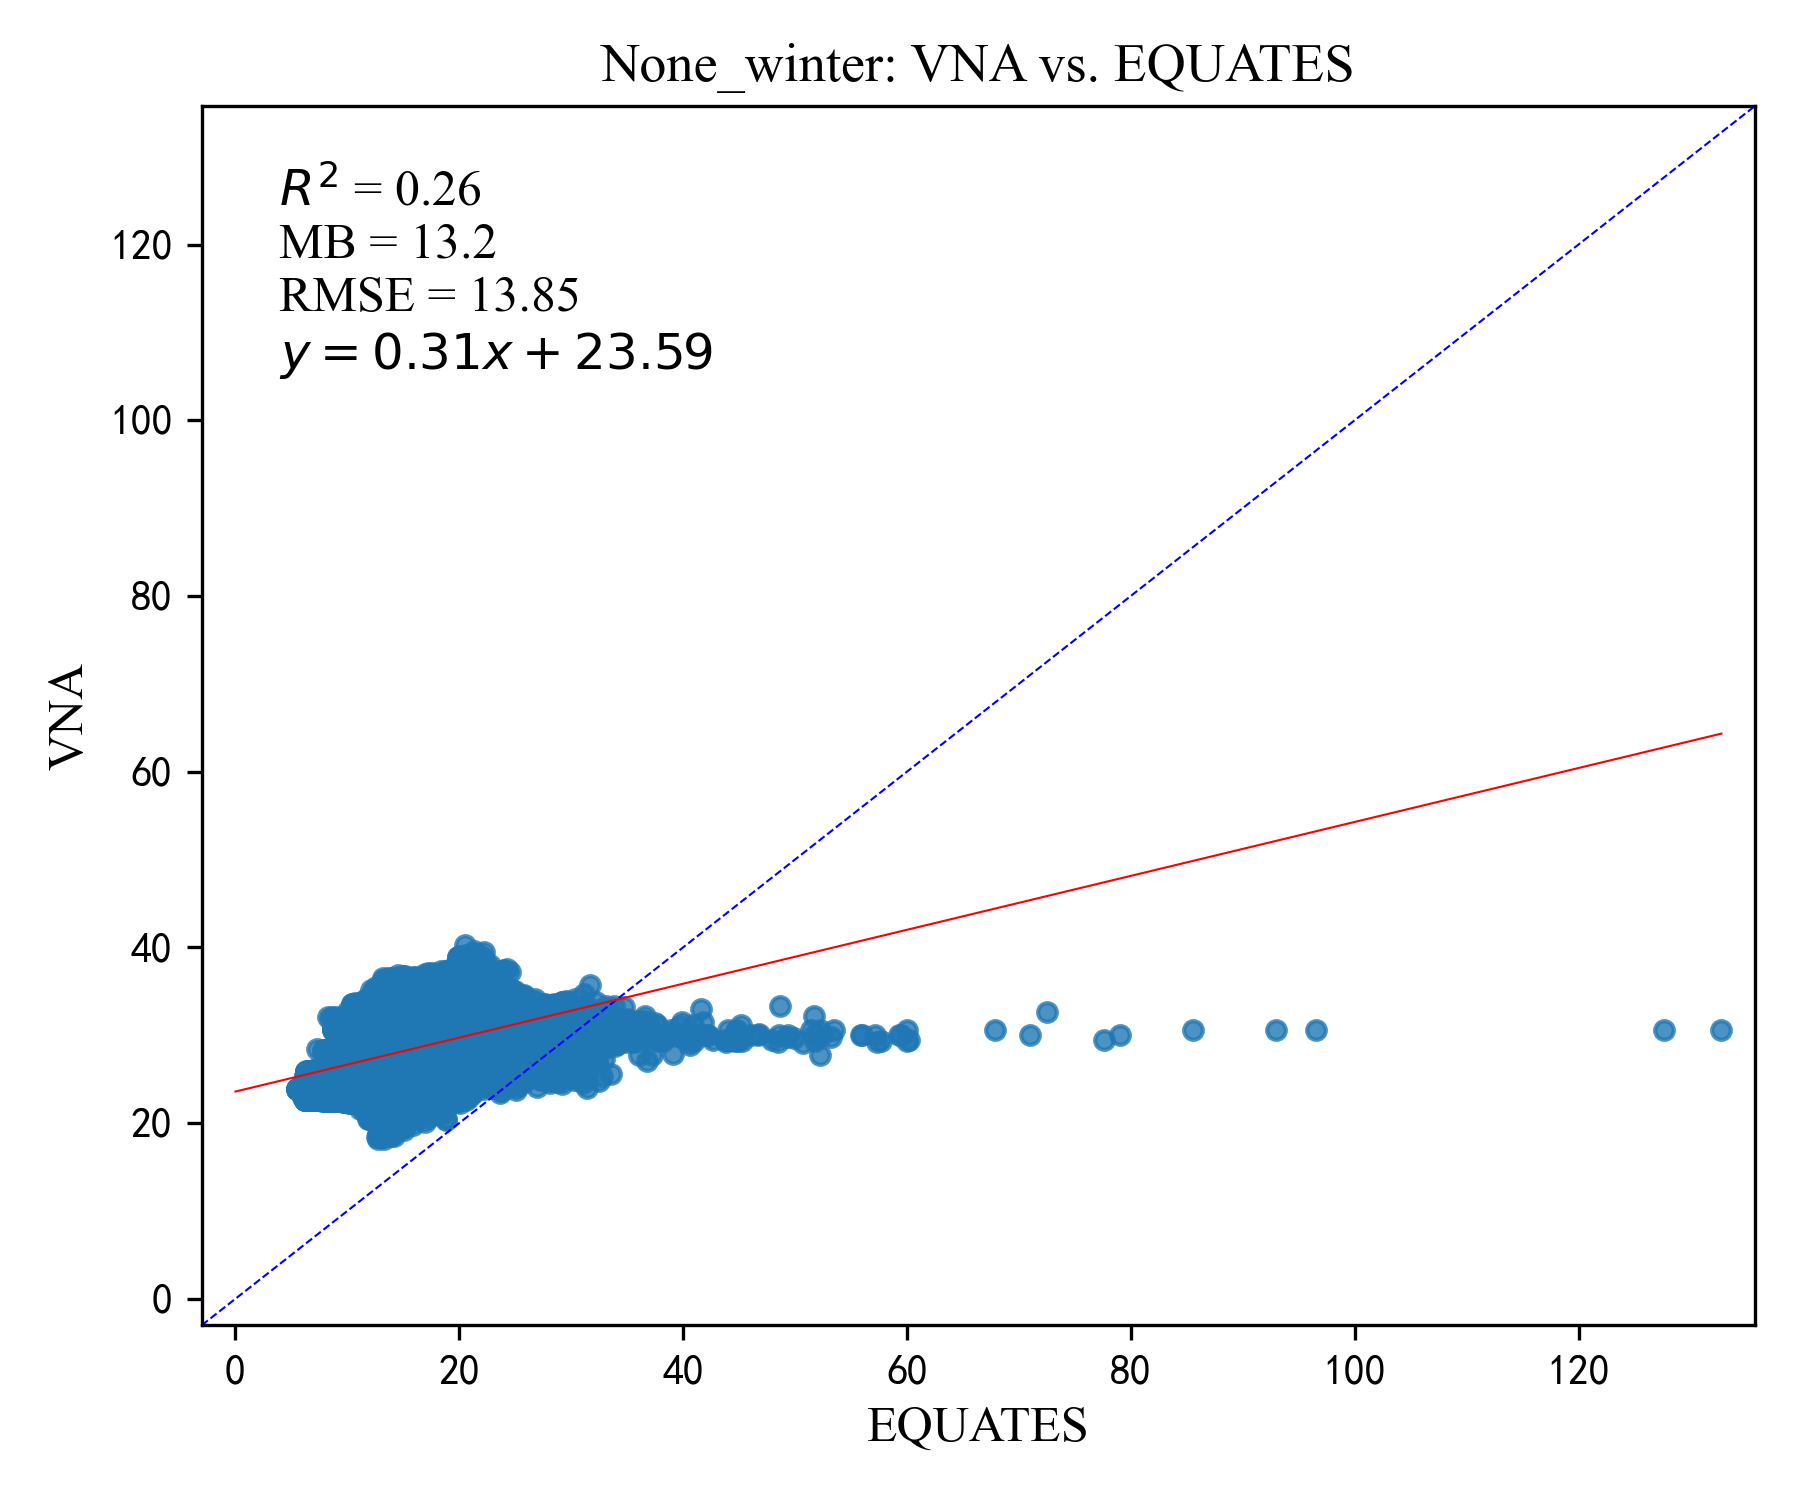 None_winter: VNA vs. EQUATES
R² = 0.26
MB = 13.2
RMSE = 13.85
y = 0.31x + 23.59
120
100
80
60
40
20
0
VNA
0 20 40 60 80 100 120
EQUATES